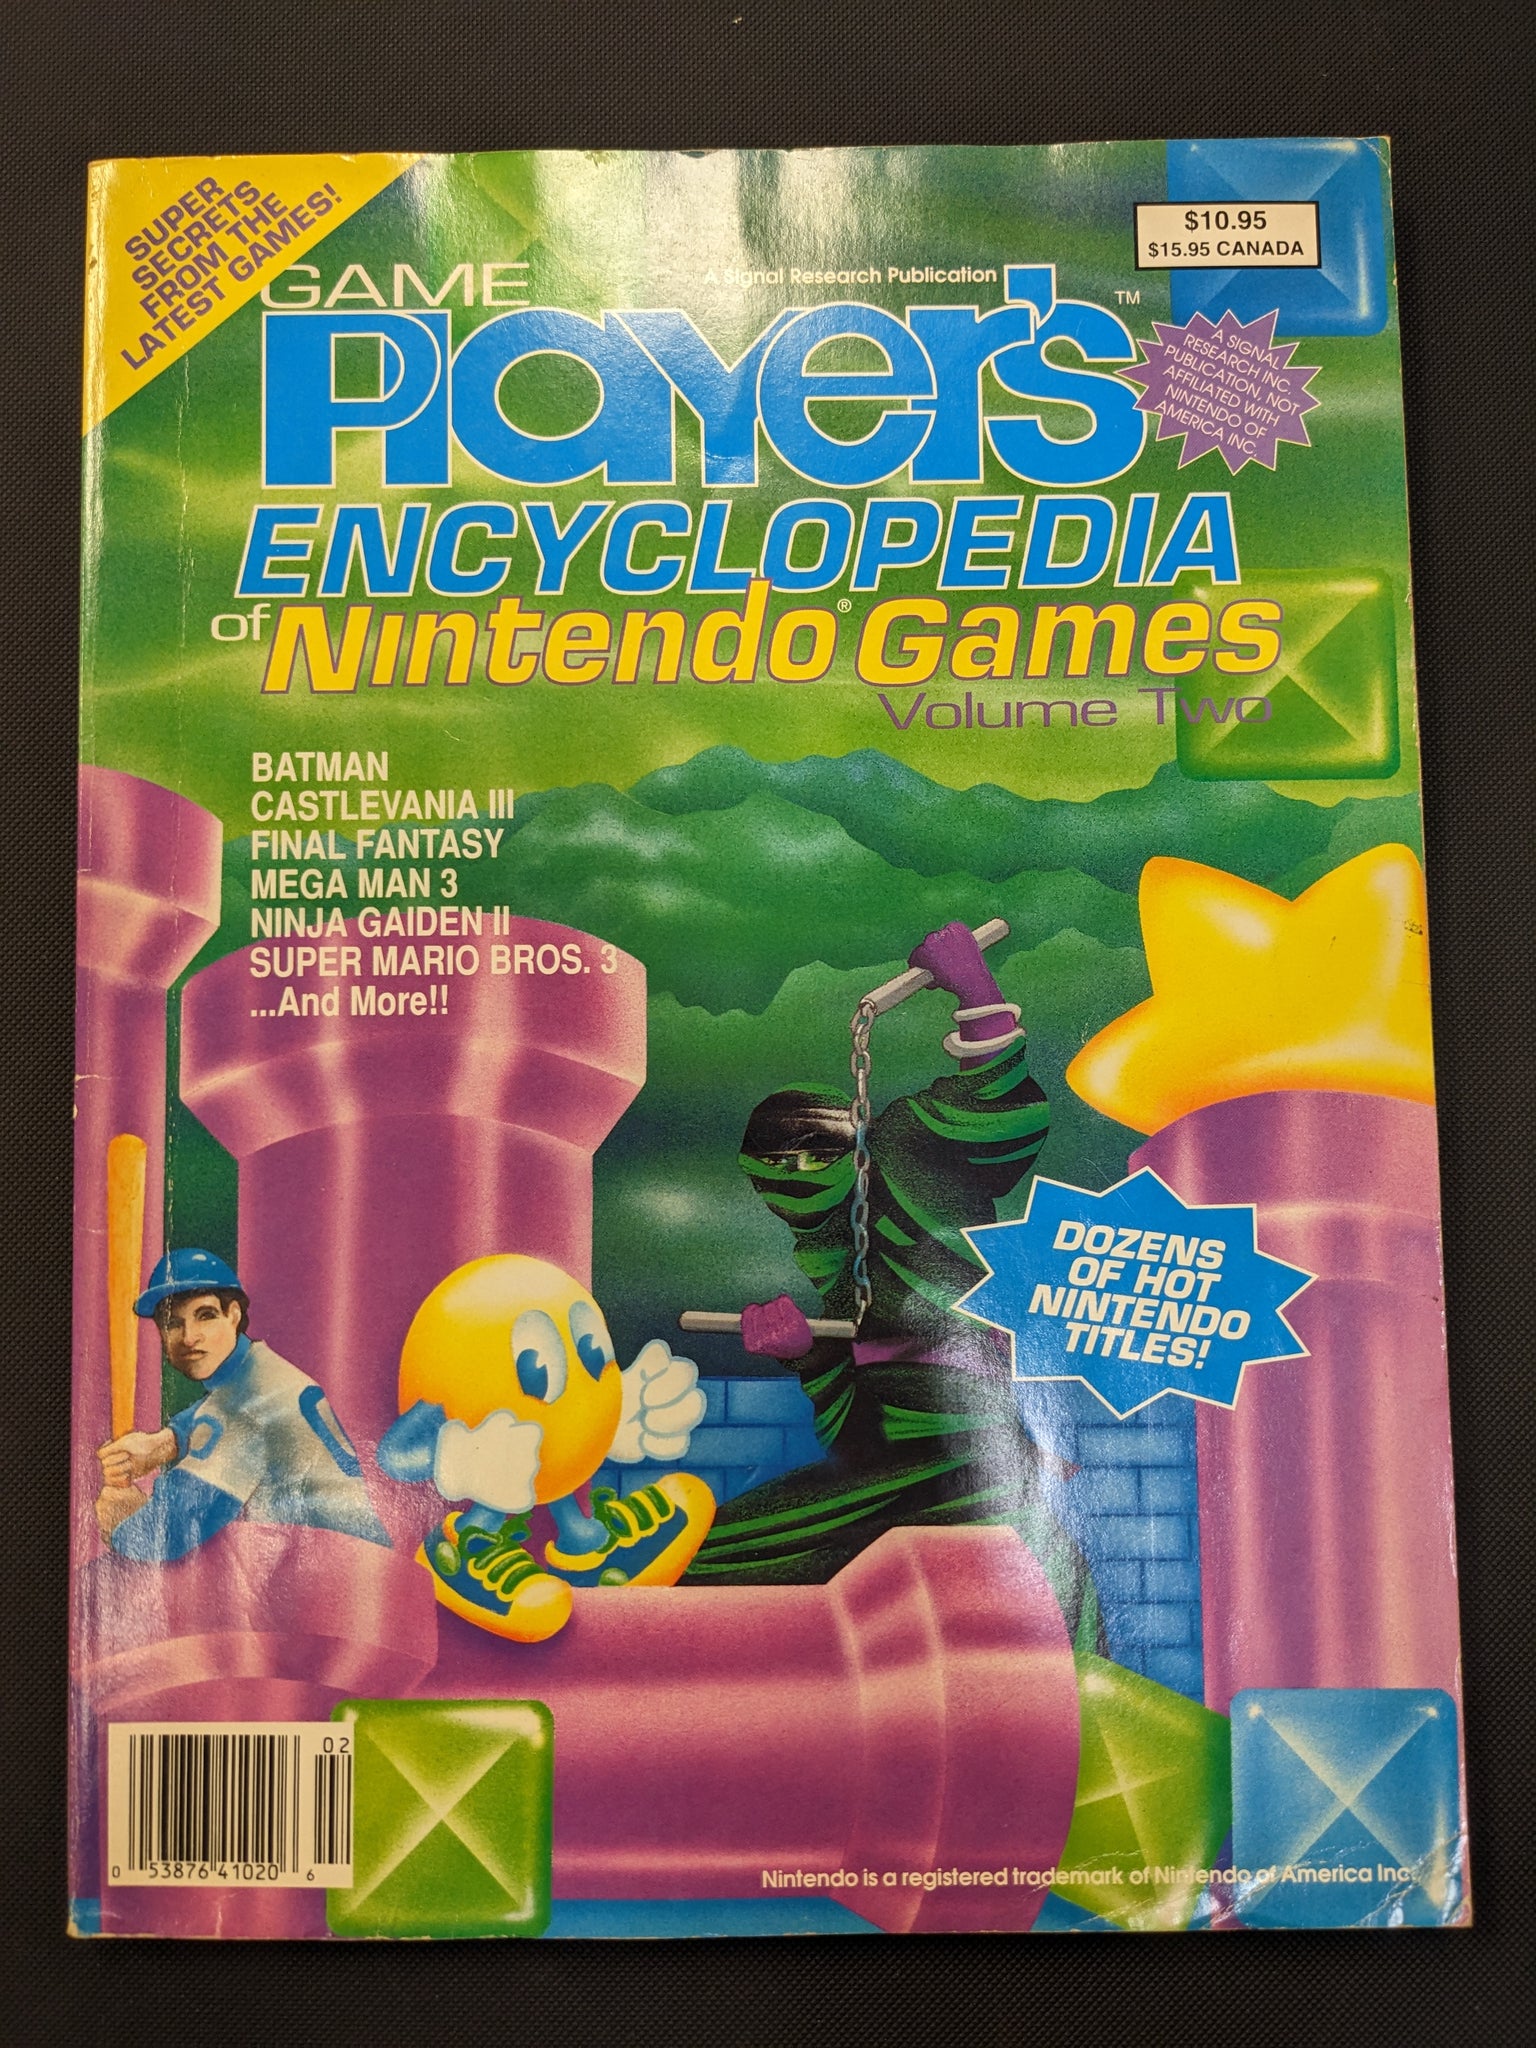 SUPER
SECRETS
FROM THE
LATEST GAMES!
$10.95
$15.95 CANADA
A Signal Research Publication
GAME
Player's
TM
A SIGNAL
RESEARCH INC.
PUBLICATION, NOT
AFFILIATED WITH
NINTENDO OF
AMERICA INC.
ENCYCLOPEDIA
of Nintendo® Games
Volume Two
BATMAN
CASTLEVANIA III
FINAL FANTASY
MEGA MAN 3
NINJA GAIDEN II
SUPER MARIO BROS. 3
...And More!!
DOZENS
OF HOT
NINTENDO
TITLES!
02
0 53876 41020 6
Nintendo is a registered trademark of Nintendo of America Inc.